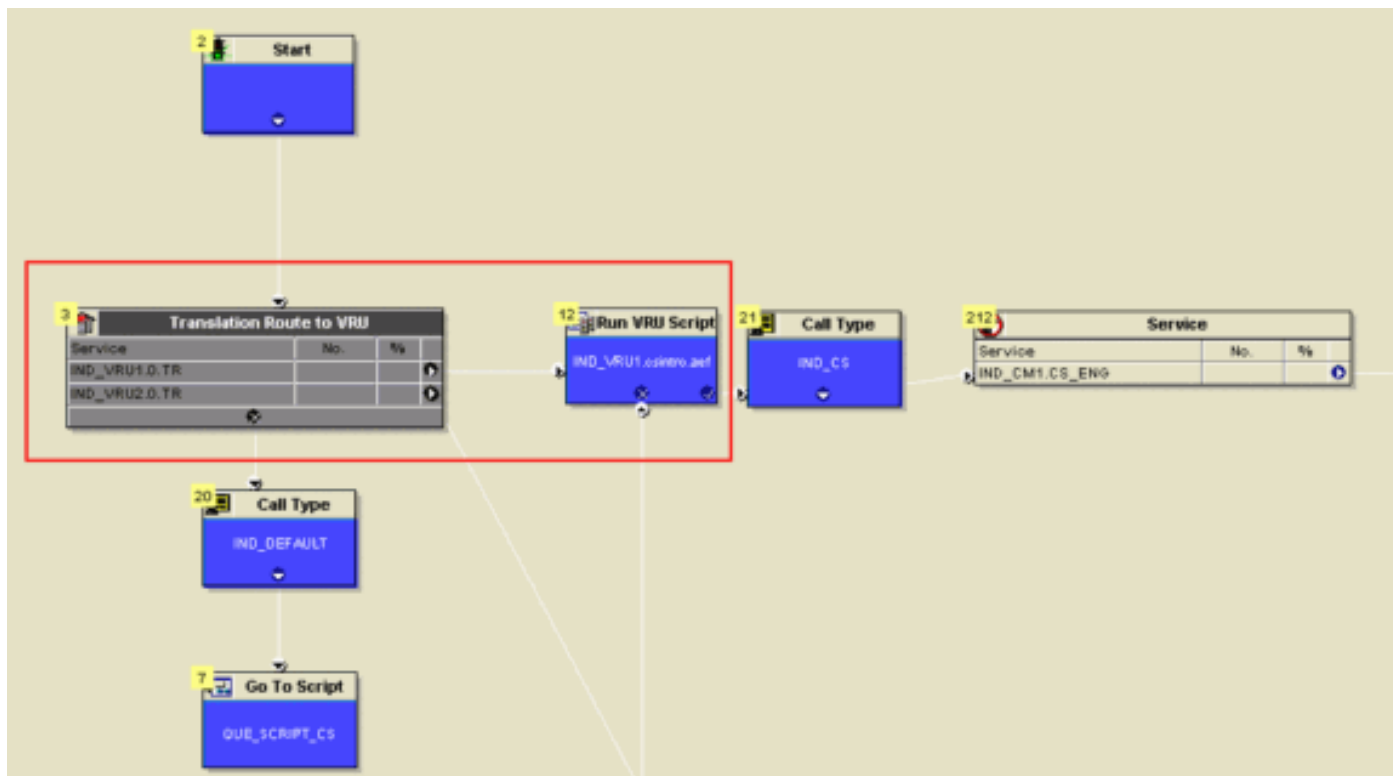 2
Start
3
Translation Route to VRU
Service No. %
IND_VRU1.0.TR
IND_VRU2.0.TR
12
Run VRU Script
IND_VRU1.csintro.aef
21
Call Type
IND_CS
212
Service
Service No. %
IND_CM1.CS_ENG
20
Call Type
IND_DEFAULT
7
Go To Script
QUE_SCRIPT_CS